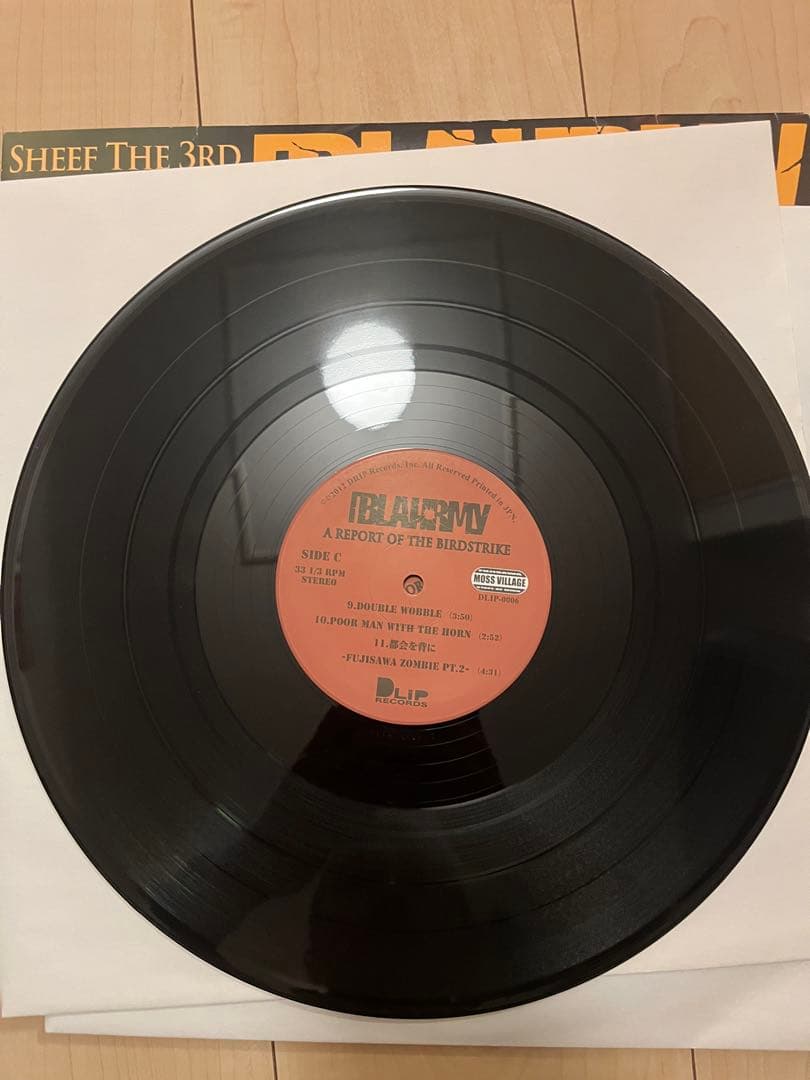 SHEEF THE 3RD
©℗2012 DLIP Records, Inc. All Reserved Printed in JPN.
BLAHRMY
A REPORT OF THE BIRDSTRIKE
SIDE C
33 1/3 RPM
STEREO
MOSS VILLAGE
DLIP-0006
9.DOUBLE WOBBLE (3:50)
10.POOR MAN WITH THE HORN (2:52)
11.都会を背に
-FUJISAWA ZOMBIE PT.2- (4:31)
DLiP
RECORDS